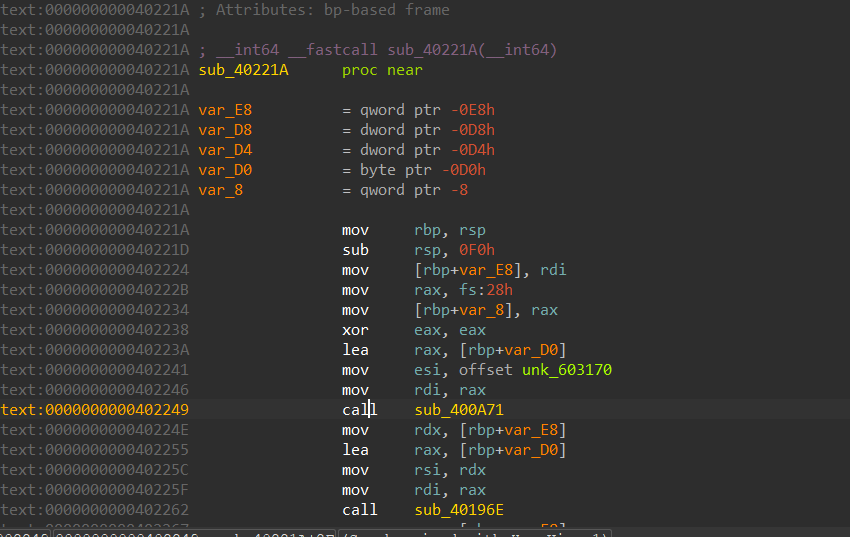 text:000000000040221A ; Attributes: bp-based frame
text:000000000040221A
text:000000000040221A ; __int64 __fastcall sub_40221A(__int64)
text:000000000040221A sub_40221A proc near
text:000000000040221A
text:000000000040221A var_E8 = qword ptr -0E8h
text:000000000040221A var_D8 = dword ptr -0D8h
text:000000000040221A var_D4 = dword ptr -0D4h
text:000000000040221A var_D0 = byte ptr -0D0h
text:000000000040221A var_8 = qword ptr -8
text:000000000040221A
text:000000000040221A mov rbp, rsp
text:000000000040221D sub rsp, 0F0h
text:0000000000402224 mov [rbp+var_E8], rdi
text:000000000040222B mov rax, fs:28h
text:0000000000402234 mov [rbp+var_8], rax
text:0000000000402238 xor eax, eax
text:000000000040223A lea rax, [rbp+var_D0]
text:0000000000402241 mov esi, offset unk_603170
text:0000000000402246 mov rdi, rax
text:0000000000402249 call sub_400A71
text:000000000040224E mov rdx, [rbp+var_E8]
text:0000000000402255 lea rax, [rbp+var_D0]
text:000000000040225C mov rsi, rdx
text:000000000040225F mov rdi, rax
text:0000000000402262 call sub_40196E